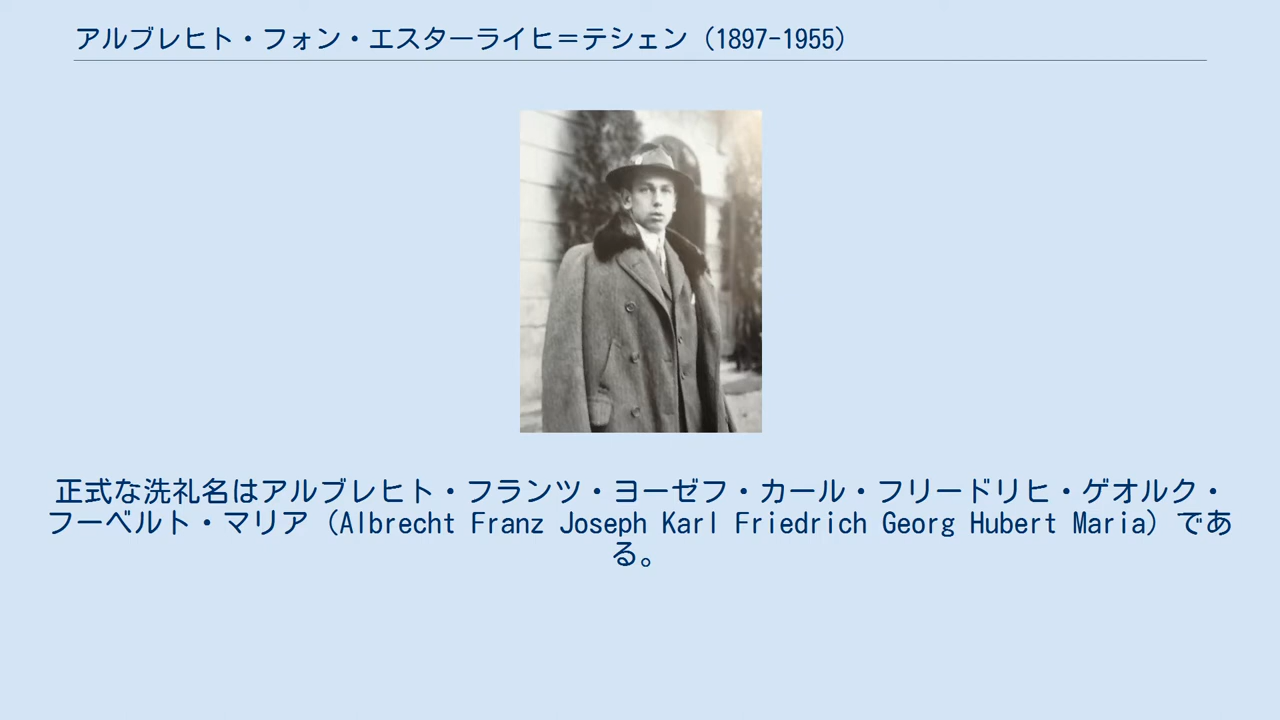 アルブレヒト・フォン・エスターライヒ＝テシェン（1897-1955）
正式な洗礼名はアルブレヒト・フランツ・ヨーゼフ・カール・フリードリヒ・ゲオルク・
フーベルト・マリア（Albrecht Franz Joseph Karl Friedrich Georg Hubert Maria）であ
る。